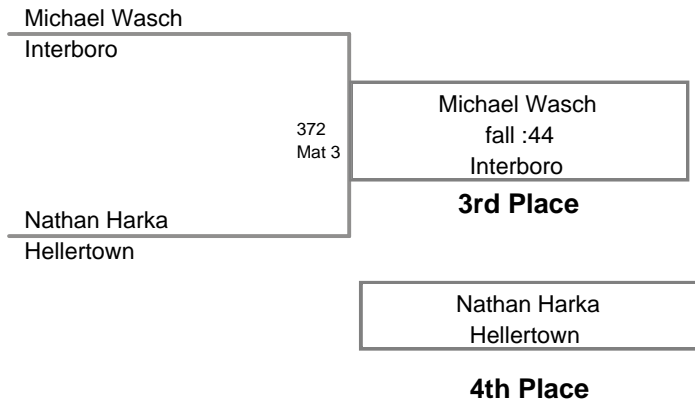 Michael Wasch
Interboro
372
Mat 3
Michael Wasch
fall :44
Interboro
3rd Place
Nathan Harka
Hellertown
Nathan Harka
Hellertown
4th Place